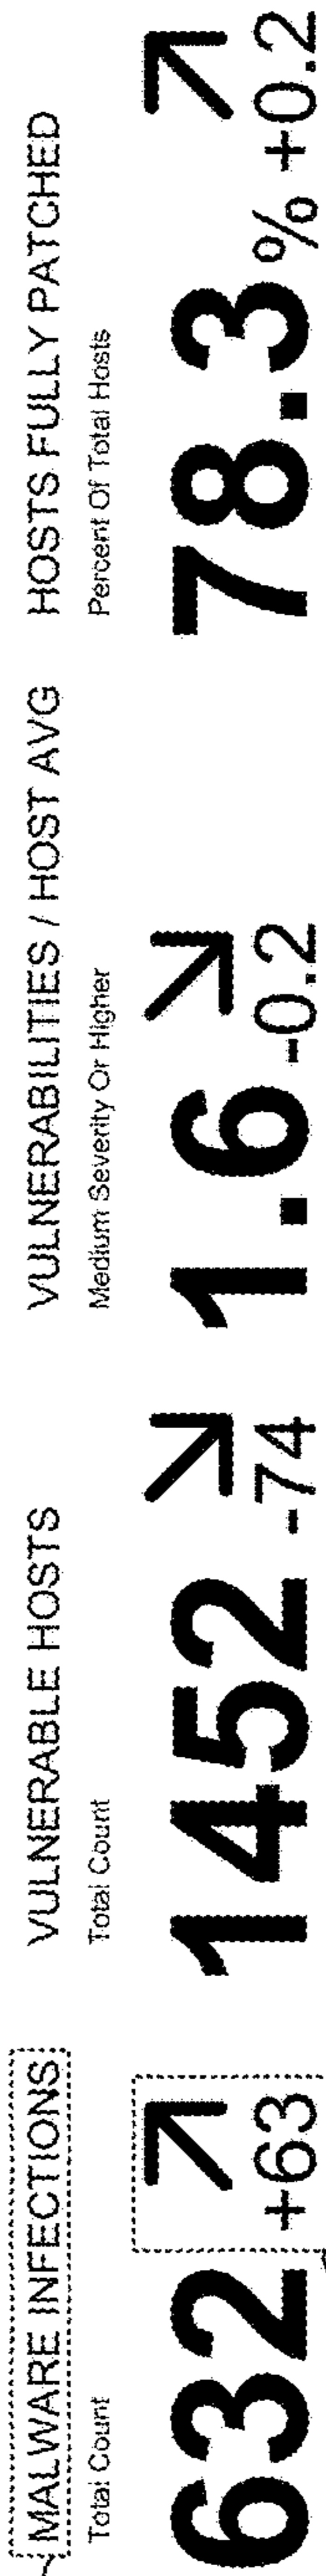 MALWARE INFECTIONS
Total Count
632 +63
VULNERABLE HOSTS
Total Count
1452 -74
VULNERABILITIES / HOST AVG
Medium Severity Or Higher
1.6 -0.2
HOSTS FULLY PATCHED
Percent Of Total Hosts
78.3% +0.2